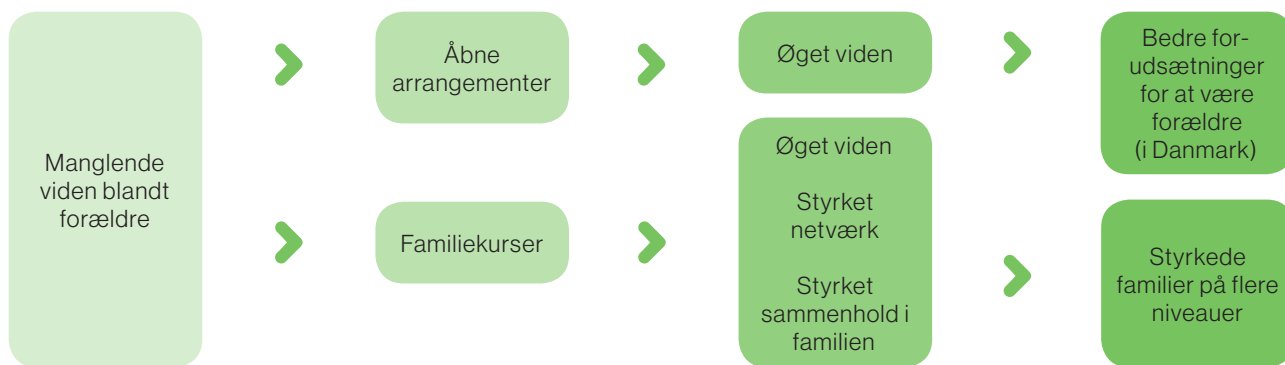 Manglende
viden blandt
forældre
Åbne
arrangementer
Familiekurser
Øget viden
Øget viden
Styrket
netværk
Styrket
sammenhold i
familien
Bedre for-
udsætninger
for at være
forældre
(i Danmark)
Styrkede
familier på flere
niveauer